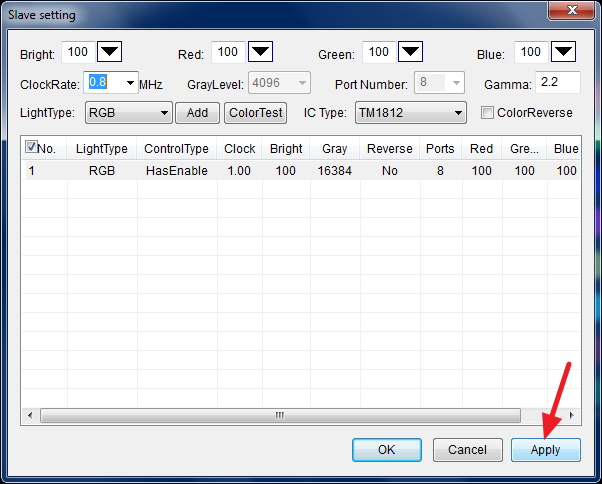 Slave setting
Bright: 100 Red: 100 Green: 100 Blue: 100
ClockRate: 0.8 MHz GrayLevel: 4096 Port Number: 8 Gamma: 2.2
LightType: RGB Add ColorTest IC Type: TM1812 ColorReverse
No. LightType ControlType Clock Bright Gray Reverse Ports Red Gre... Blue
1 RGB HasEnable 1.00 100 16384 No 8 100 100 100
OK Cancel Apply